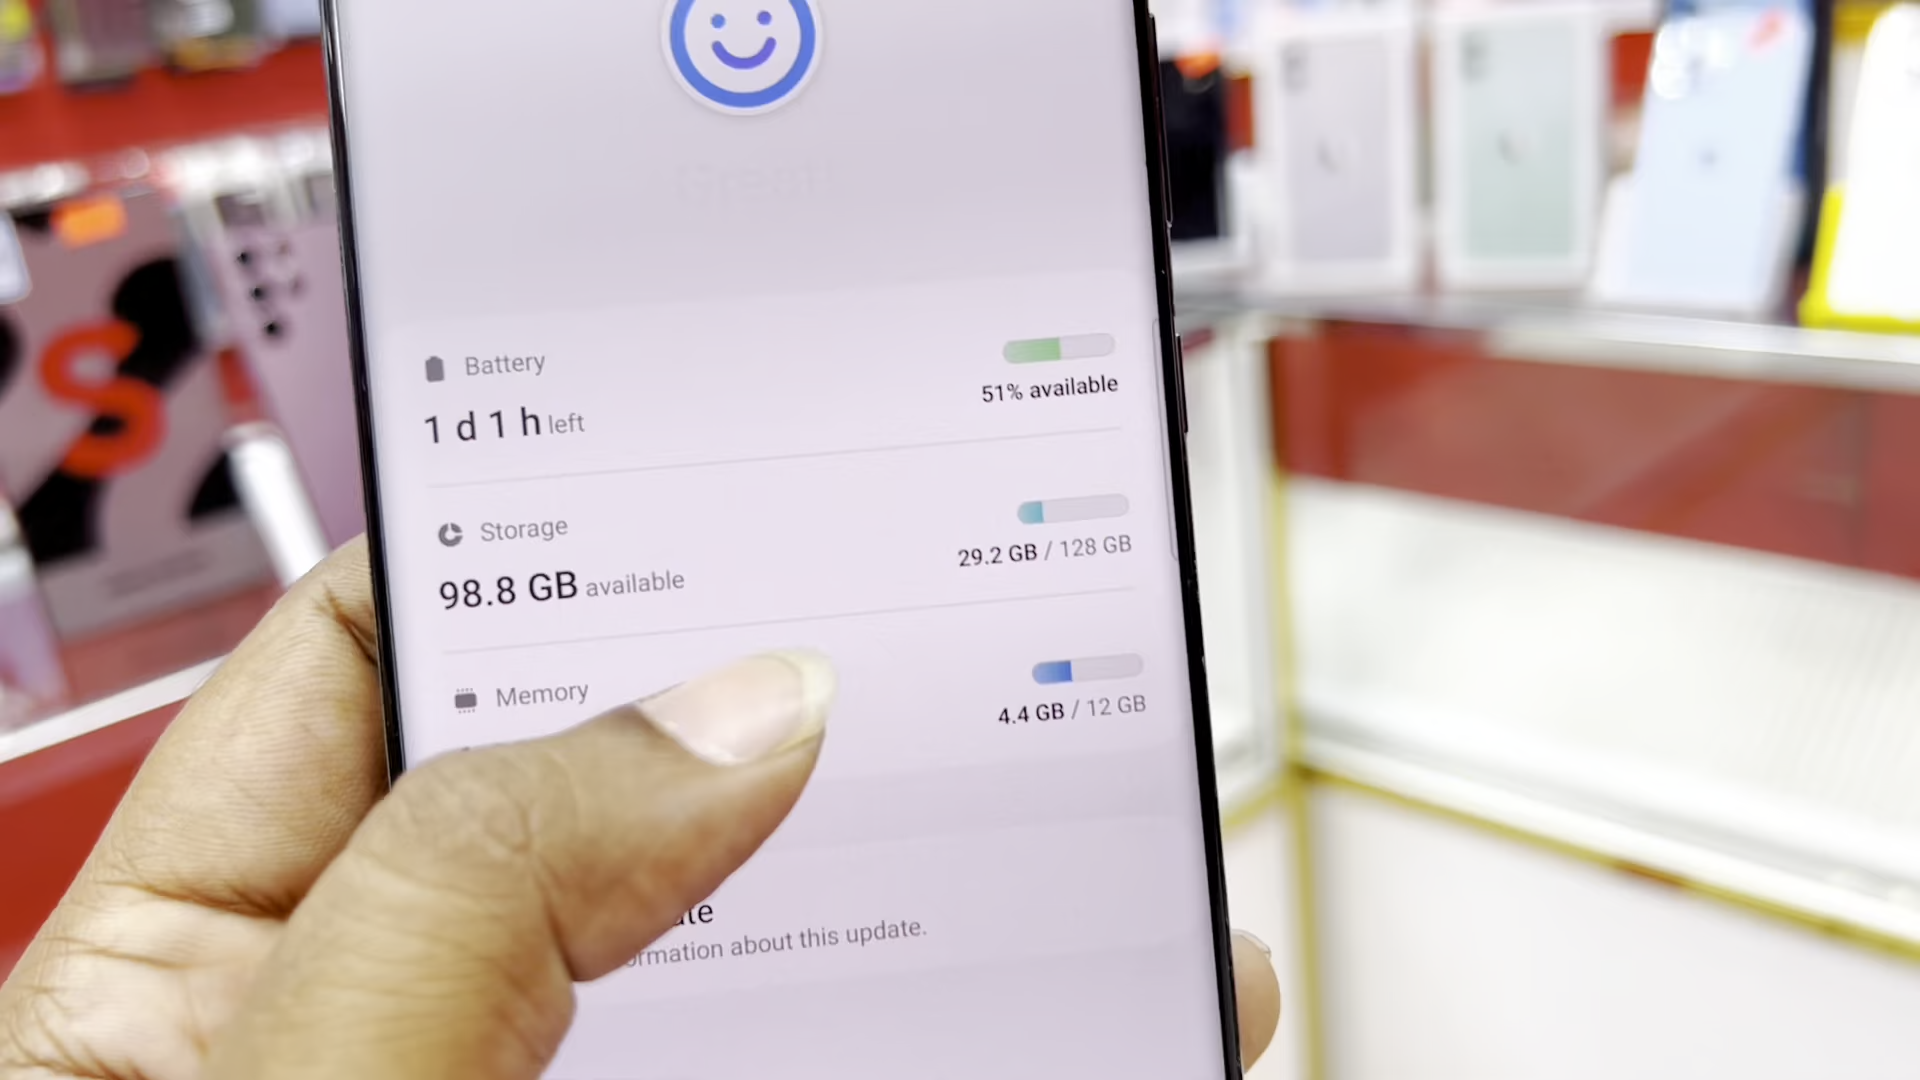 Great!
Battery
51% available
1 d 1 h left
Storage
29.2 GB / 128 GB
98.8 GB available
Memory
4.4 GB / 12 GB
about this update.
S